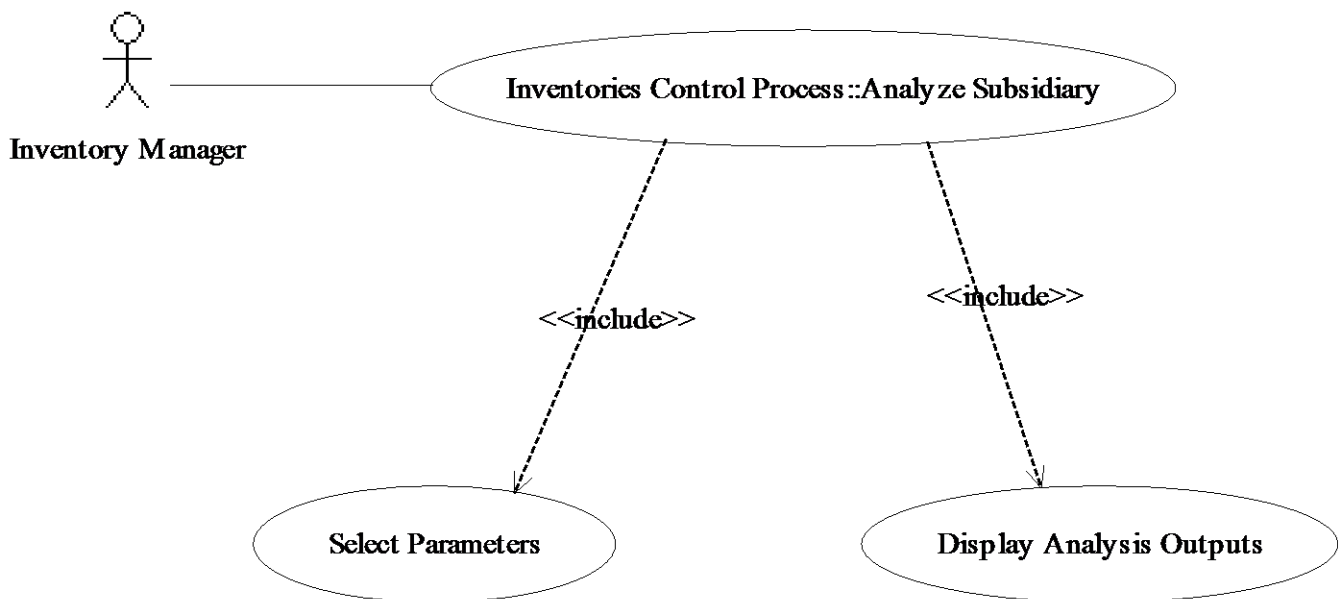 Inventories Control Process::Analyze Subsidiary
Inventory Manager
<<include>>
<<include>>
Select Parameters
Display Analysis Outputs